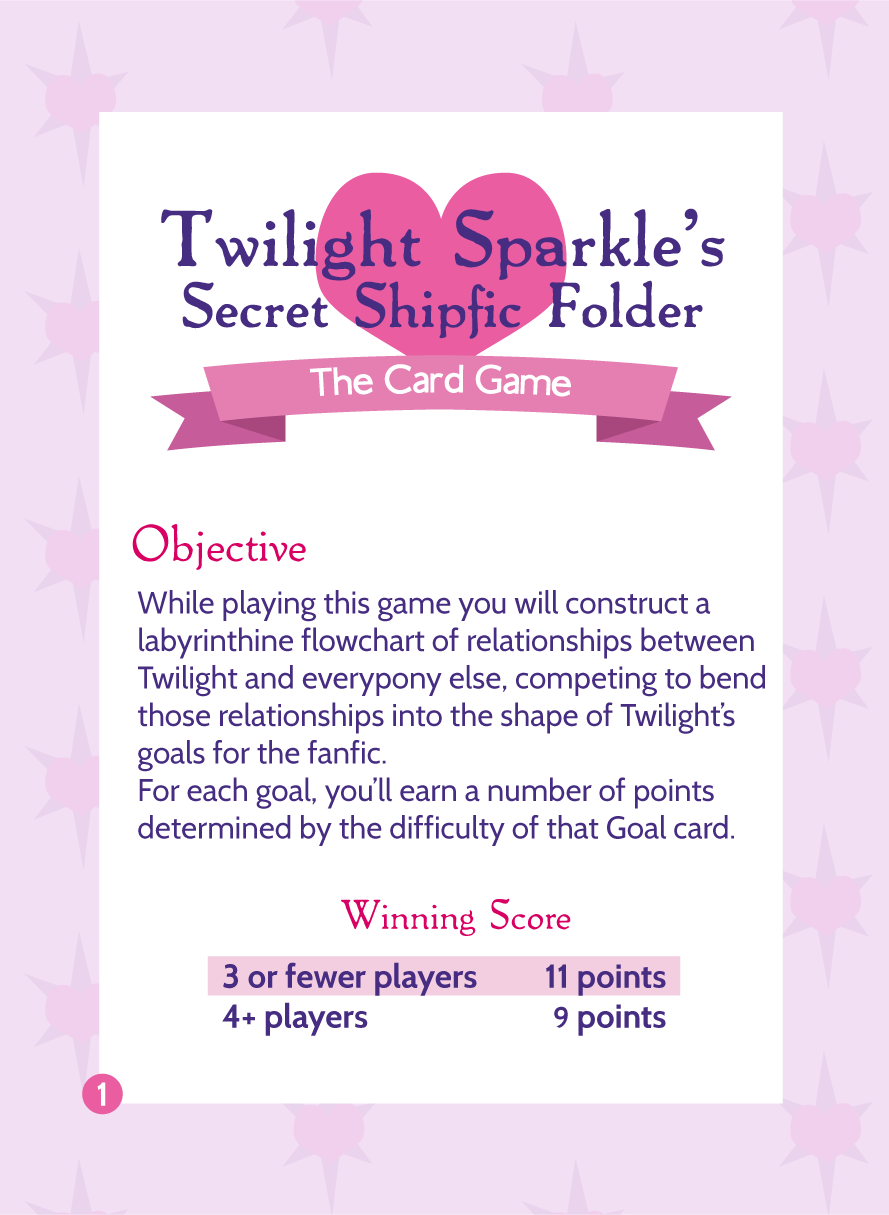 Twilight Sparkle's
Secret Shipfic Folder
The Card Game
Objective
While playing this game you will construct a
labyrinthine flowchart of relationships between
Twilight and everypony else, competing to bend
those relationships into the shape of Twilight's
goals for the fanfic.
For each goal, you'll earn a number of points
determined by the difficulty of that Goal card.
Winning Score
3 or fewer players 11 points
4+ players 9 points
1